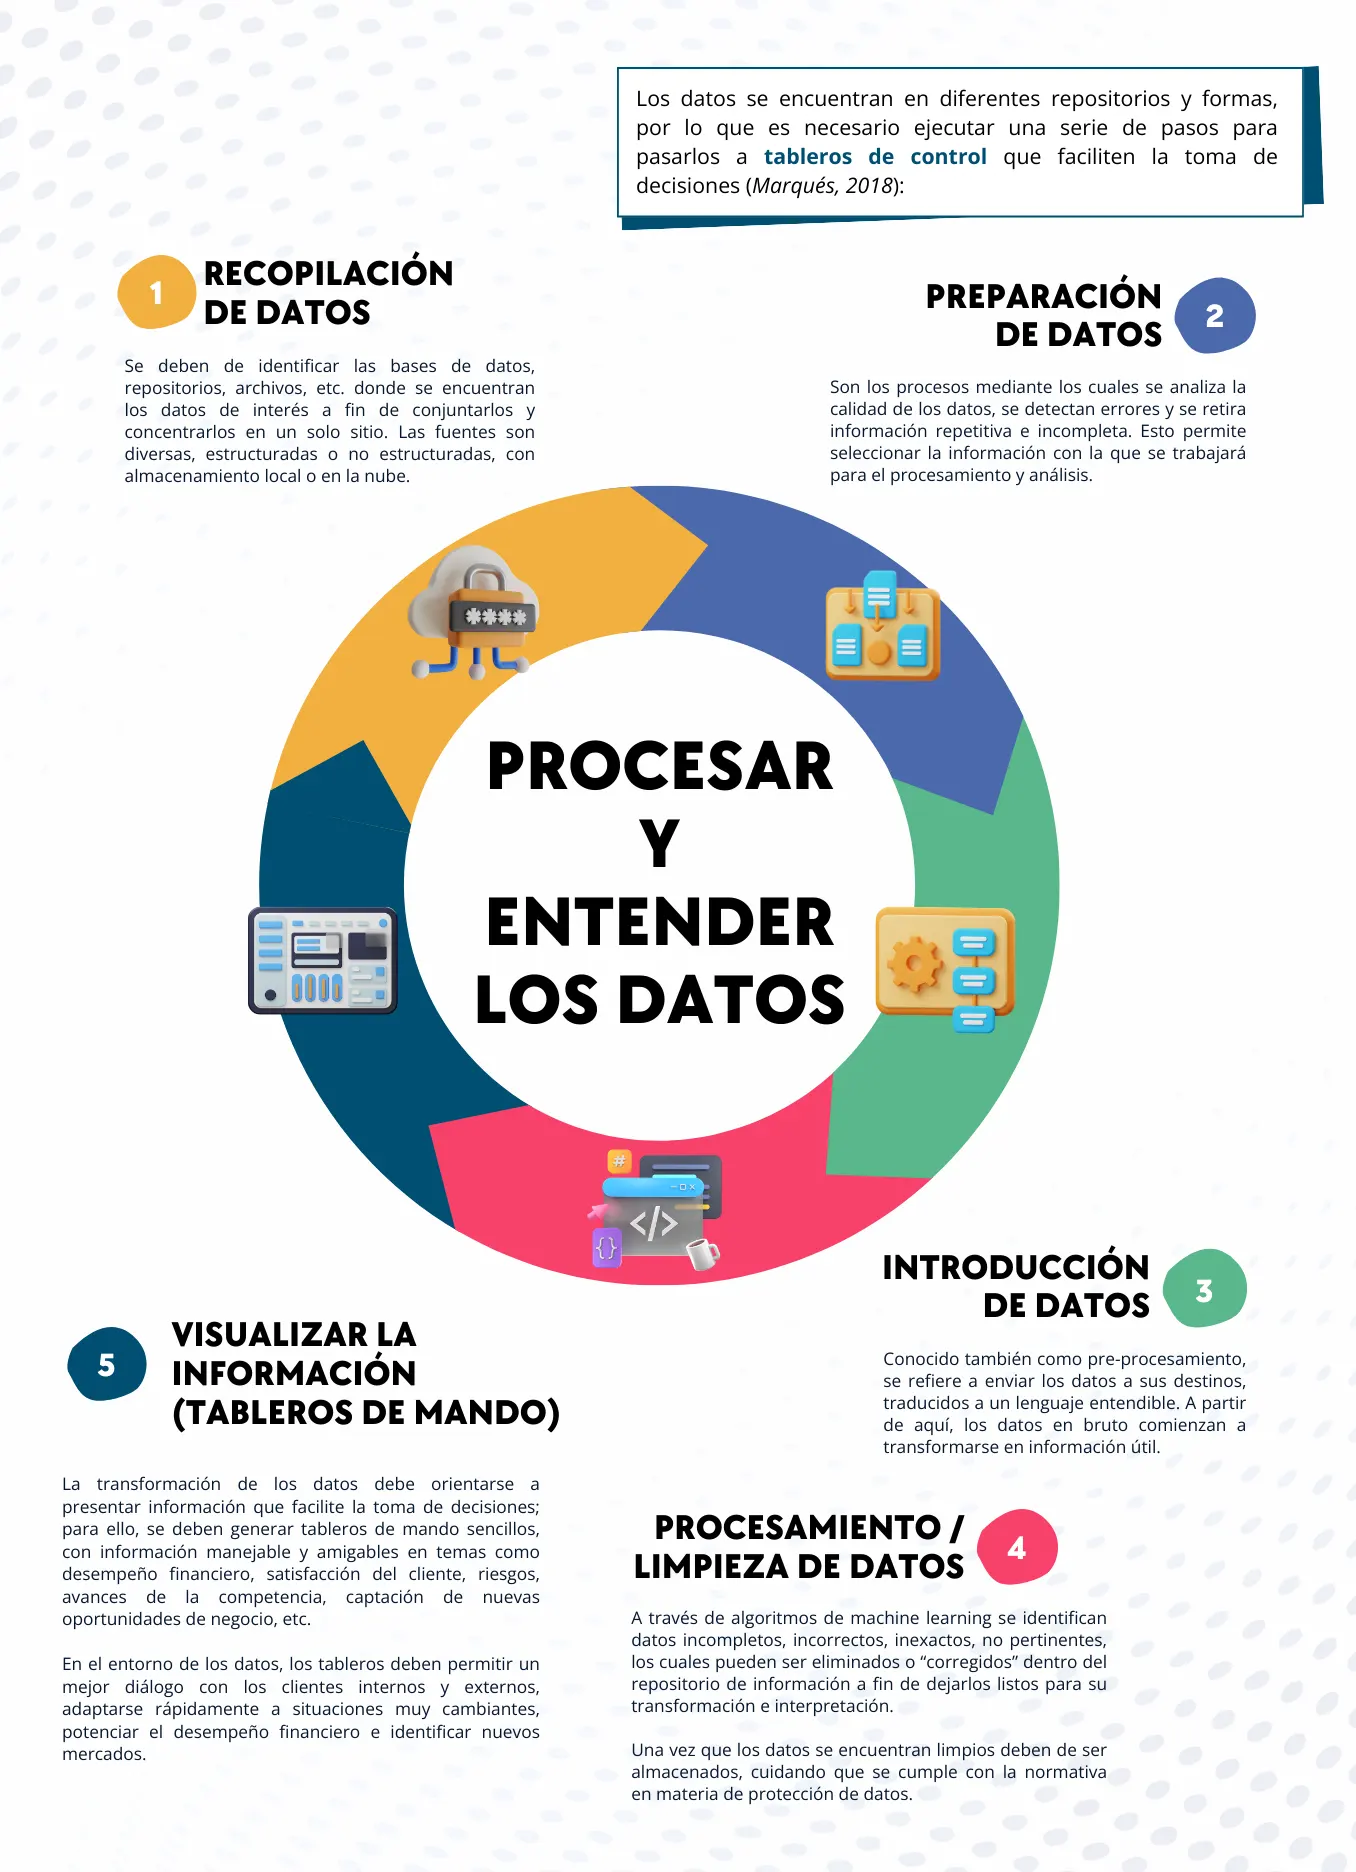 Los datos se encuentran en diferentes repositorios y formas,
por lo que es necesario ejecutar una serie de pasos para
pasarlos a tableros de control que faciliten la toma de
decisiones (Marqués, 2018):
1
RECOPILACIÓN
DE DATOS
Se deben de identificar las bases de datos,
repositorios, archivos, etc. donde se encuentran
los datos de interés a fin de conjuntarlos y
concentrarlos en un solo sitio. Las fuentes son
diversas, estructuradas o no estructuradas, con
almacenamiento local o en la nube.
PREPARACIÓN
DE DATOS
2
Son los procesos mediante los cuales se analiza la
calidad de los datos, se detectan errores y se retira
información repetitiva e incompleta. Esto permite
seleccionar la información con la que se trabajará
para el procesamiento y análisis.
****
PROCESAR
Y
ENTENDER
LOS DATOS
#
</>
{}
INTRODUCCIÓN
DE DATOS
3
Conocido también como pre-procesamiento,
se refiere a enviar los datos a sus destinos,
traducidos a un lenguaje entendible. A partir
de aquí, los datos en bruto comienzan a
transformarse en información útil.
PROCESAMIENTO /
LIMPIEZA DE DATOS
4
A través de algoritmos de machine learning se identifican
datos incompletos, incorrectos, inexactos, no pertinentes,
los cuales pueden ser eliminados o “corregidos” dentro del
repositorio de información a fin de dejarlos listos para su
transformación e interpretación.
Una vez que los datos se encuentran limpios deben de ser
almacenados, cuidando que se cumple con la normativa
en materia de protección de datos.
5
VISUALIZAR LA
INFORMACIÓN
(TABLEROS DE MANDO)
La transformación de los datos debe orientarse a
presentar información que facilite la toma de decisiones;
para ello, se deben generar tableros de mando sencillos,
con información manejable y amigables en temas como
desempeño financiero, satisfacción del cliente, riesgos,
avances de la competencia, captación de nuevas
oportunidades de negocio, etc.
En el entorno de los datos, los tableros deben permitir un
mejor diálogo con los clientes internos y externos,
adaptarse rápidamente a situaciones muy cambiantes,
potenciar el desempeño financiero e identificar nuevos
mercados.